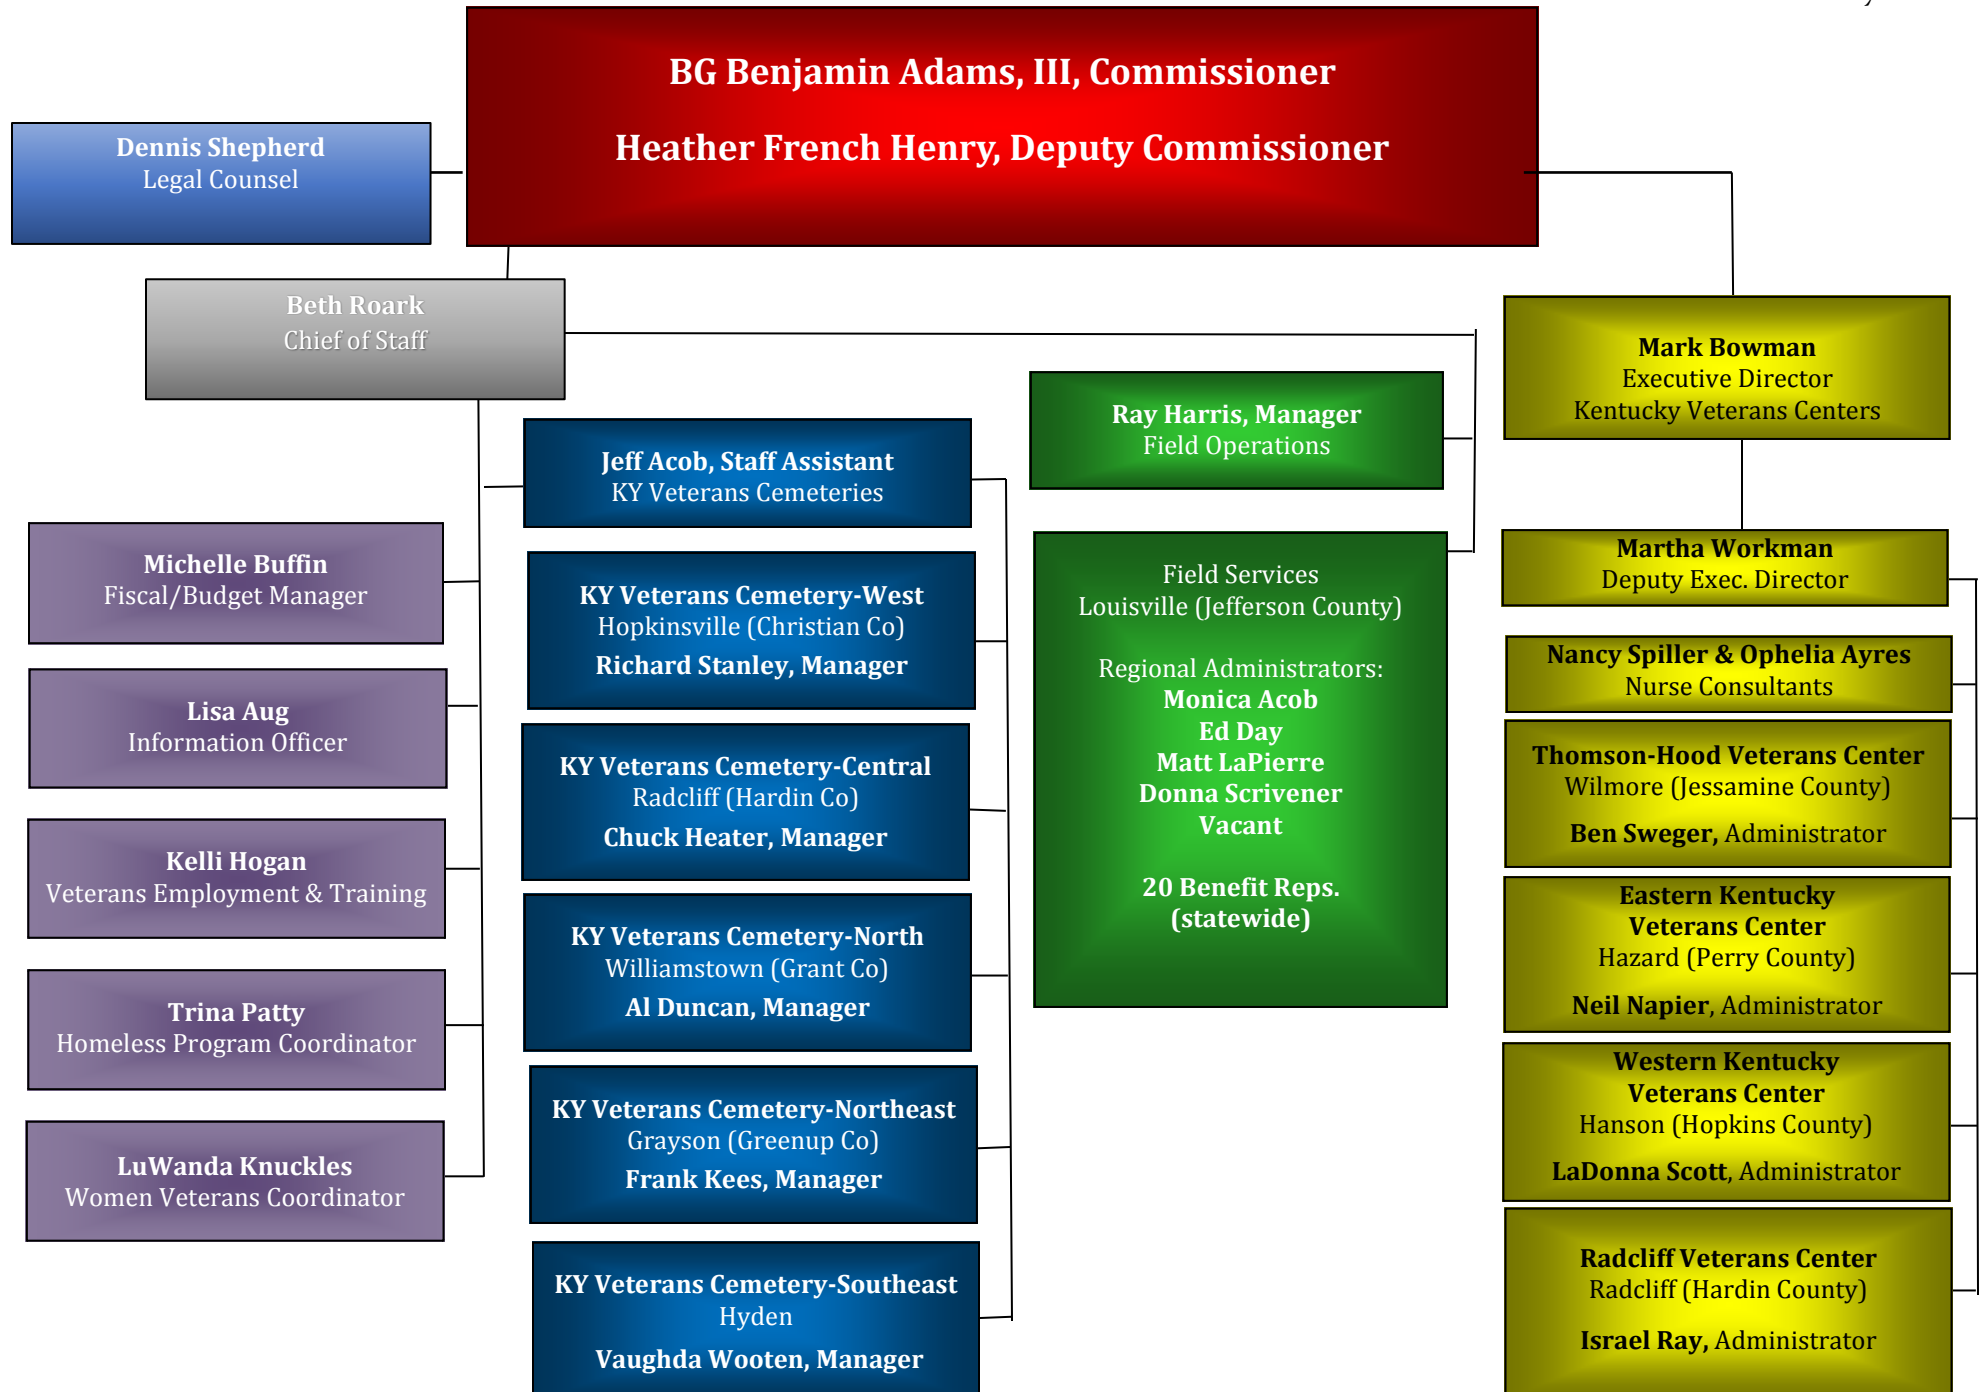 BG Benjamin Adams, III, Commissioner
Heather French Henry, Deputy Commissioner
Dennis Shepherd
Legal Counsel
Beth Roark
Chief of Staff
Michelle Buffin
Fiscal/Budget Manager
Lisa Aug
Information Officer
Kelli Hogan
Veterans Employment & Training
Trina Patty
Homeless Program Coordinator
LuWanda Knuckles
Women Veterans Coordinator
Jeff Acob, Staff Assistant
KY Veterans Cemeteries
KY Veterans Cemetery-West
Hopkinsville (Christian Co)
Richard Stanley, Manager
KY Veterans Cemetery-Central
Radcliff (Hardin Co)
Chuck Heater, Manager
KY Veterans Cemetery-North
Williamstown (Grant Co)
Al Duncan, Manager
KY Veterans Cemetery-Northeast
Grayson (Greenup Co)
Frank Kees, Manager
KY Veterans Cemetery-Southeast
Hyden
Vaughda Wooten, Manager
Ray Harris, Manager
Field Operations
Field Services
Louisville (Jefferson County)
Regional Administrators:
Monica Acob
Ed Day
Matt LaPierre
Donna Scrivener
Vacant
20 Benefit Reps.
(statewide)
Mark Bowman
Executive Director
Kentucky Veterans Centers
Martha Workman
Deputy Exec. Director
Nancy Spiller & Ophelia Ayres
Nurse Consultants
Thomson-Hood Veterans Center
Wilmore (Jessamine County)
Ben Sweger, Administrator
Eastern Kentucky
Veterans Center
Hazard (Perry County)
Neil Napier, Administrator
Western Kentucky
Veterans Center
Hanson (Hopkins County)
LaDonna Scott, Administrator
Radcliff Veterans Center
Radcliff (Hardin County)
Israel Ray, Administrator